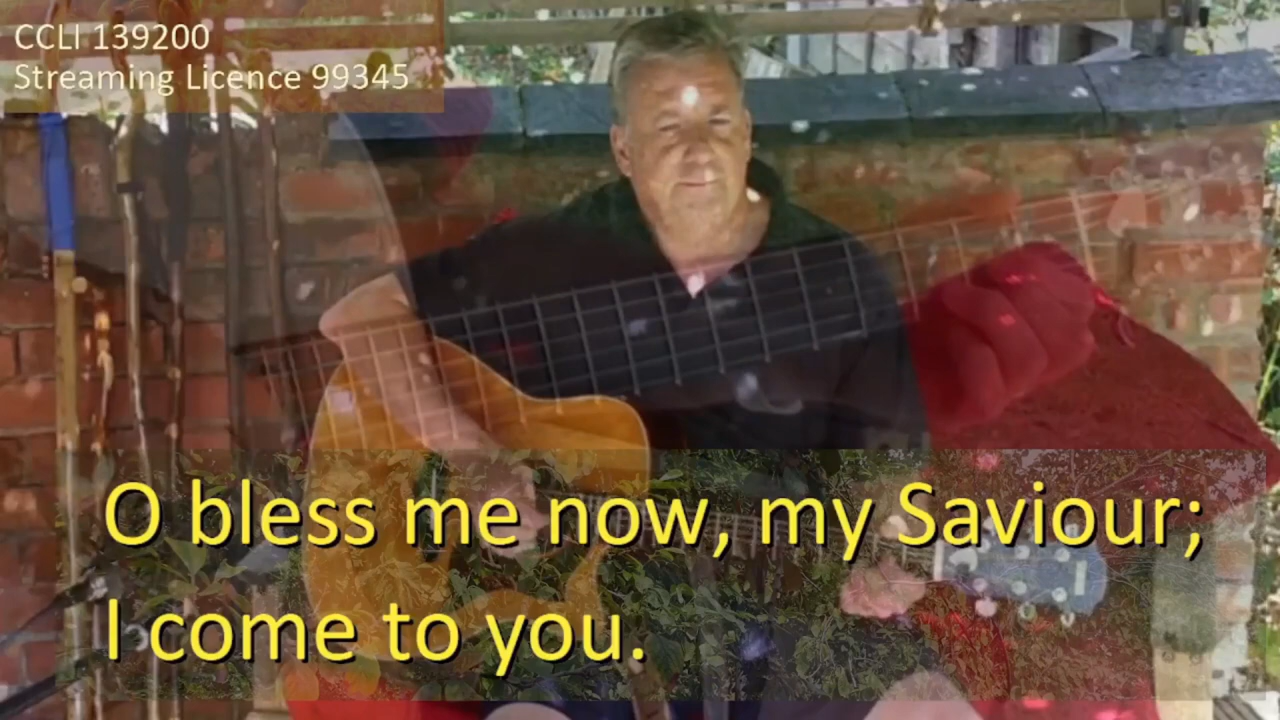 CCLI 139200
Streaming Licence 99345
O bless me now, my Saviour;
I come to you.